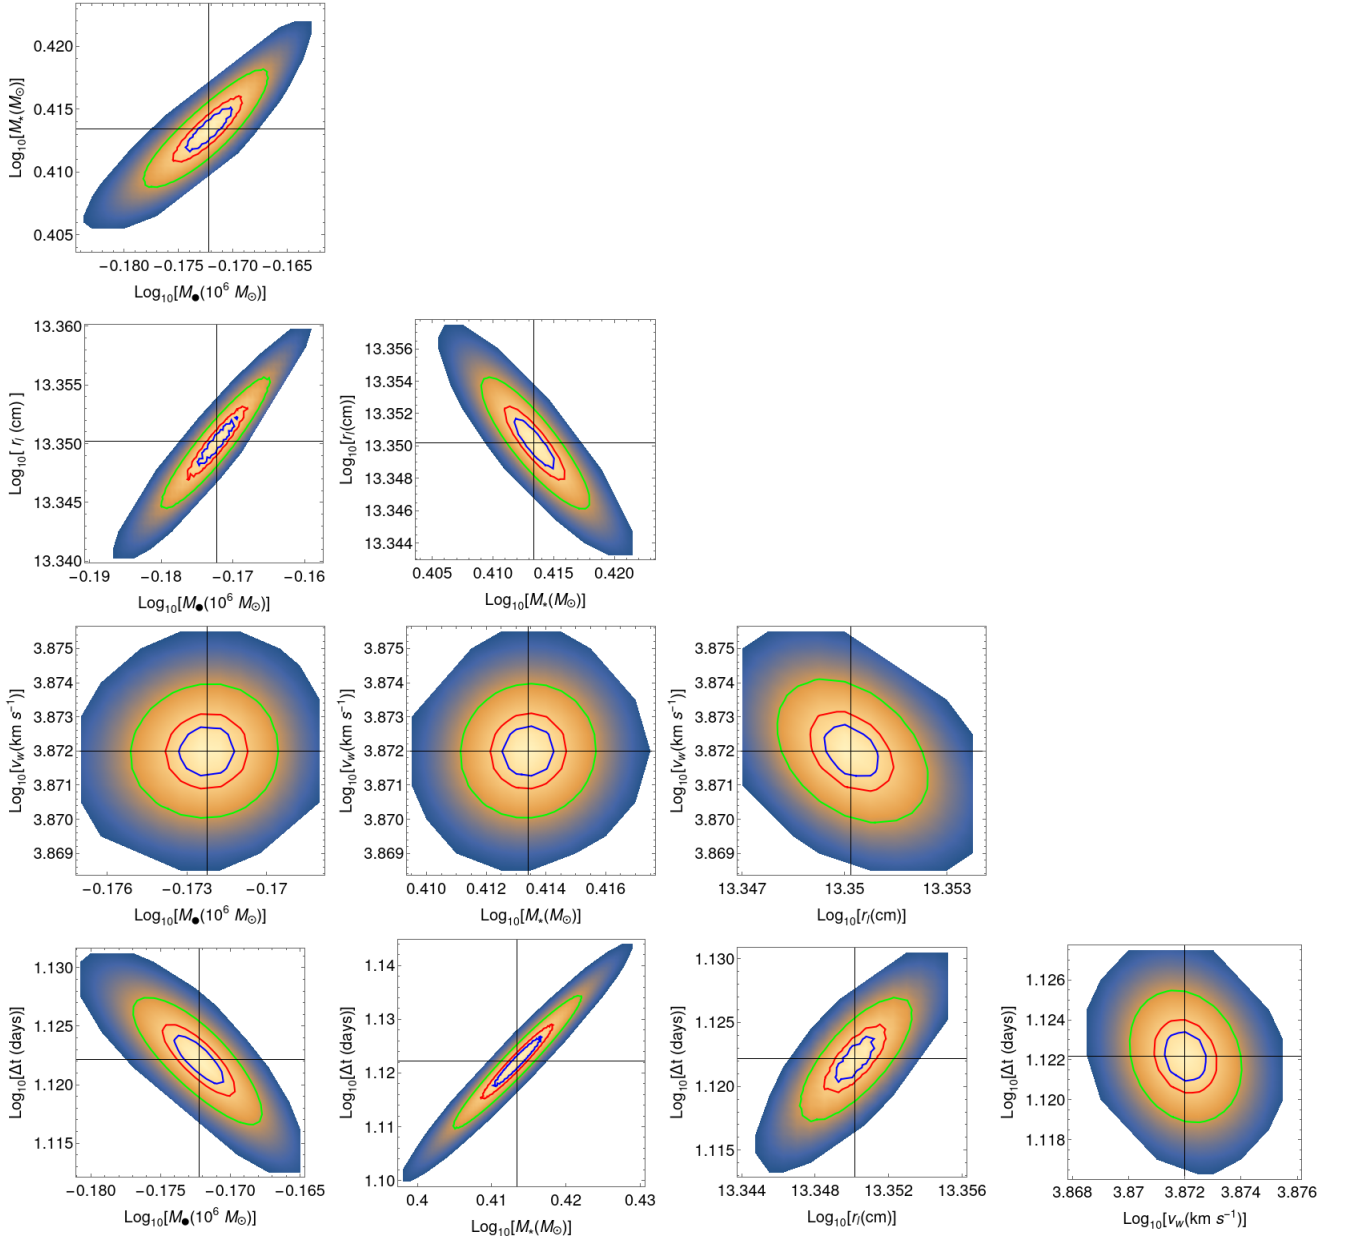 0.420
0.415
0.410
0.405
Log10[M*(M⊙)]
−0.180 −0.175 −0.170 −0.165
Log10[M●(10^6 M⊙)]
13.360
13.355
13.350
13.345
13.340
Log10[ rl (cm) ]
−0.19 −0.18 −0.17 −0.16
Log10[M●(10^6 M⊙)]
13.356
13.354
13.352
13.350
13.348
13.346
13.344
Log10[rl(cm)]
0.405 0.410 0.415 0.420
Log10[M*(M⊙)]
3.875
3.874
3.873
3.872
3.871
3.870
3.869
Log10[vw(km s−1)]
−0.176 −0.173 −0.17
Log10[M●(10^6 M⊙)]
3.875
3.874
3.873
3.872
3.871
3.870
3.869
Log10[vw(km s−1)]
0.410 0.412 0.414 0.416
Log10[M*(M⊙)]
3.875
3.874
3.873
3.872
3.871
3.870
3.869
Log10[vw(km s−1)]
13.347 13.35 13.353
Log10[rl(cm)]
1.130
1.125
1.120
1.115
Log10[Δt (days)]
−0.180 −0.175 −0.170 −0.165
Log10[M●(10^6 M⊙)]
1.14
1.13
1.12
1.11
1.10
Log10[Δt (days)]
0.4 0.41 0.42 0.43
Log10[M*(M⊙)]
1.130
1.125
1.120
1.115
Log10[Δt (days)]
13.344 13.348 13.352 13.356
Log10[rl(cm)]
1.126
1.124
1.122
1.120
1.118
Log10[Δt (days)]
3.868 3.87 3.872 3.874 3.876
Log10[vw(km s−1)]